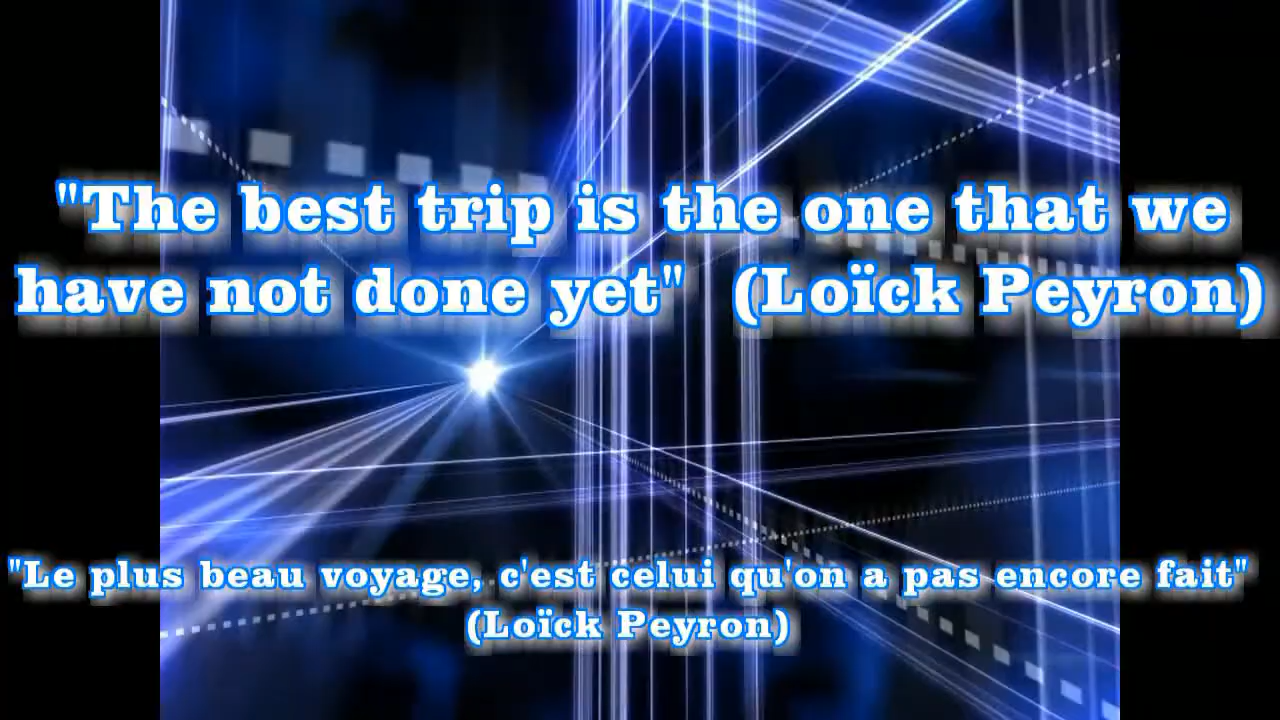 "The best trip is the one that we
have not done yet"  (Loïck Peyron)
"Le plus beau voyage, c'est celui qu'on a pas encore fait"
(Loïck Peyron)